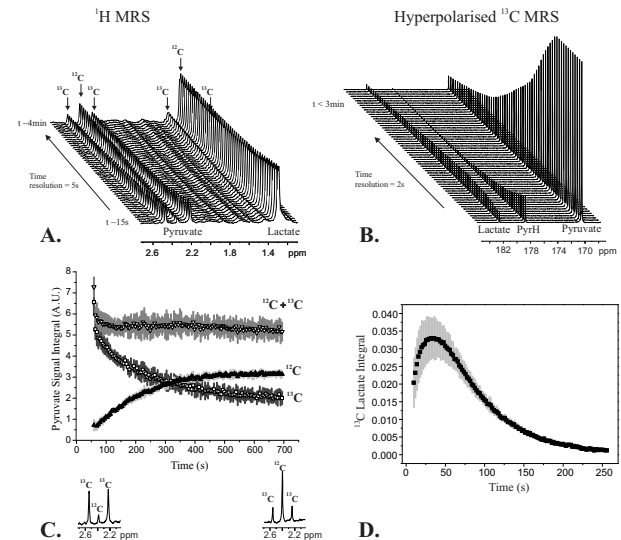 ¹H MRS
Hyperpolarised ¹³C MRS
¹²C
¹³C ¹²C ¹³C ¹³C ¹³C
t ~4min
Time
resolution = 5s
t ~15s
Pyruvate Lactate
A.
2.6 2.2 1.8 1.4 ppm
t < 3min
Time
resolution = 2s
Lactate PyrH Pyruvate
B.
182 178 174 170 ppm
Pyruvate Signal Integral (A.U.)
8
7
6
5
4
3
2
1
0
¹²C + ¹³C
¹²C
¹³C
0 100 200 300 400 500 600 700
Time (s)
¹³C ¹²C ¹³C
2.6 2.2 ppm
¹³C ¹²C ¹³C
2.6 2.2 ppm
C.
¹³C Lactate Integral
0.040
0.035
0.030
0.025
0.020
0.015
0.010
0.005
0.000
0 50 100 150 200 250
Time (s)
D.